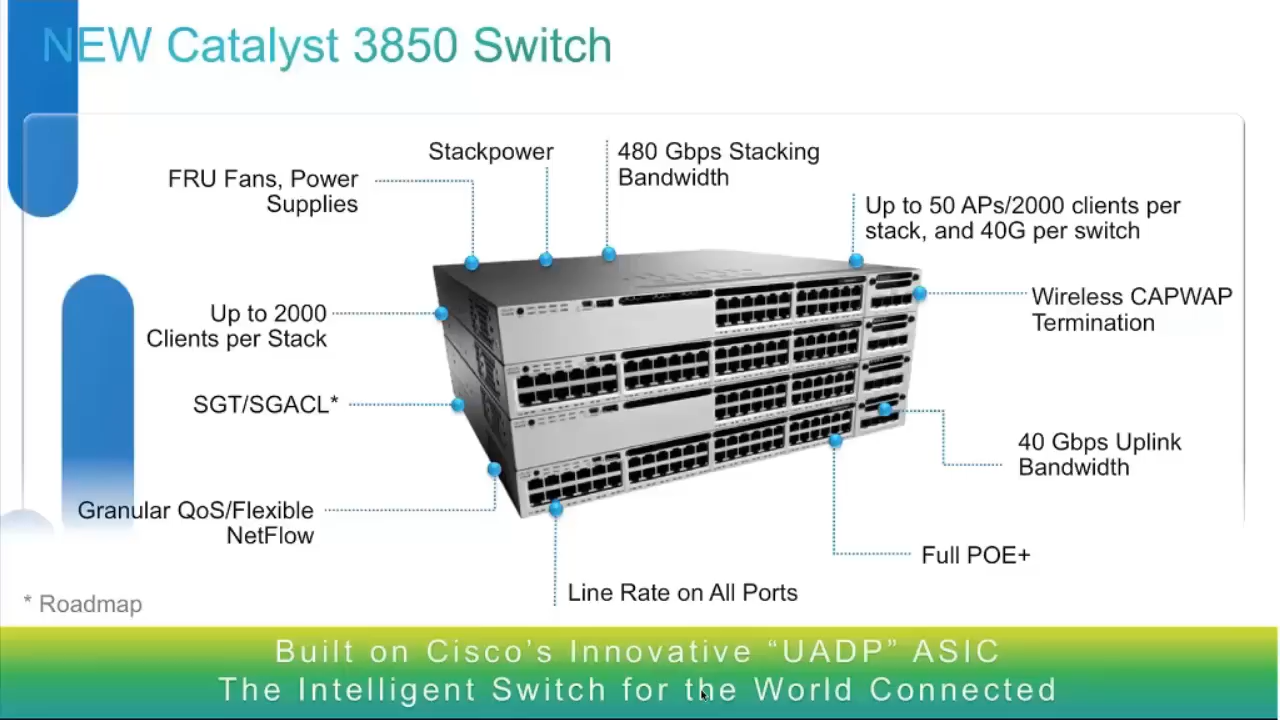 NEW Catalyst 3850 Switch
Stackpower
480 Gbps Stacking
Bandwidth
FRU Fans, Power
Supplies
Up to 50 APs/2000 clients per
stack, and 40G per switch
Wireless CAPWAP
Termination
Up to 2000
Clients per Stack
SGT/SGACL*
40 Gbps Uplink
Bandwidth
Granular QoS/Flexible
NetFlow
Full POE+
Line Rate on All Ports
* Roadmap
Built on Cisco's Innovative “UADP” ASIC
The Intelligent Switch for the World Connected